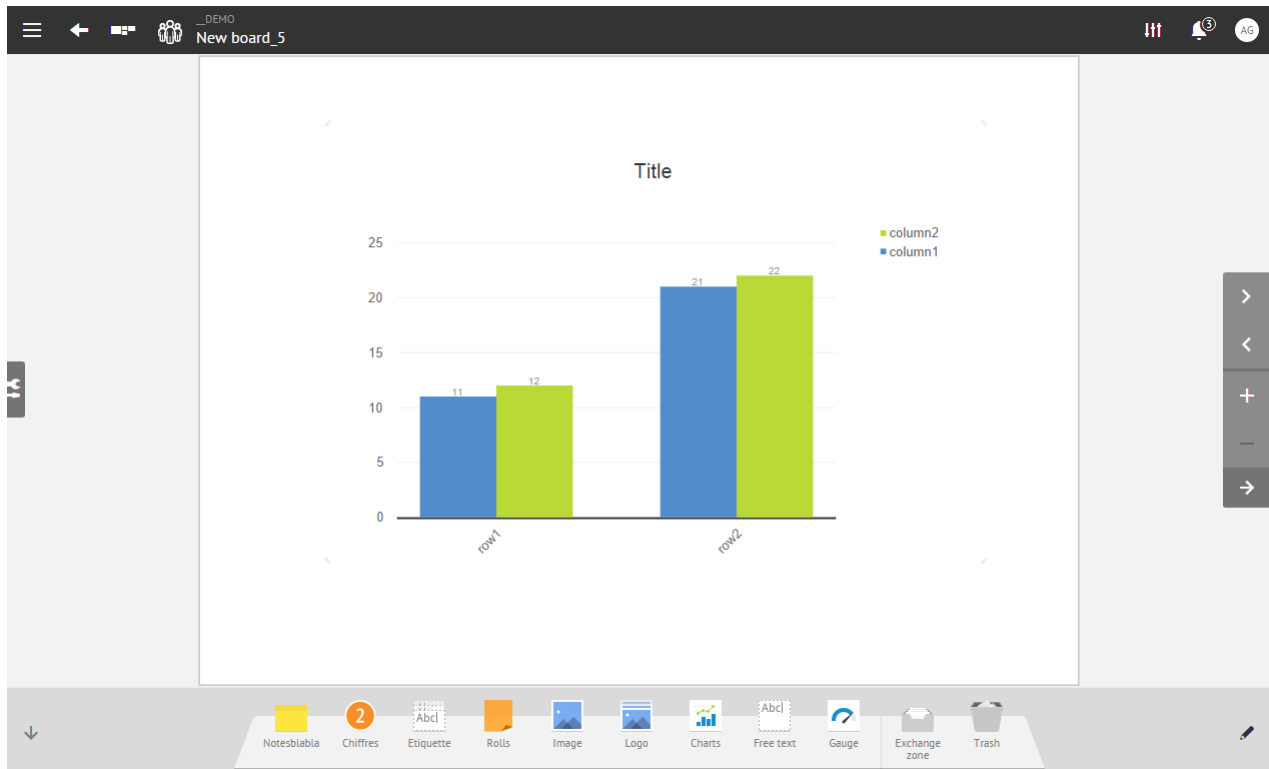 __DEMO
New board_5
3
AG
Title
column2
column1
25
20
15
10
5
0
11
12
21
22
row1
row2
2
Abc
Abc
Notesblabla
Chiffres
Etiquette
Rolls
Image
Logo
Charts
Free text
Gauge
Exchange
zone
Trash